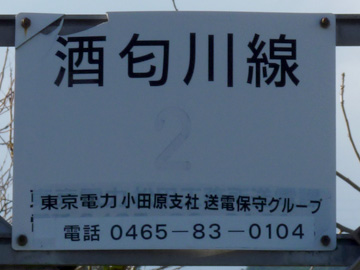 酒匂川線
2
東京電力 小田原支社 送電保守グループ
電話 0465-83-0104